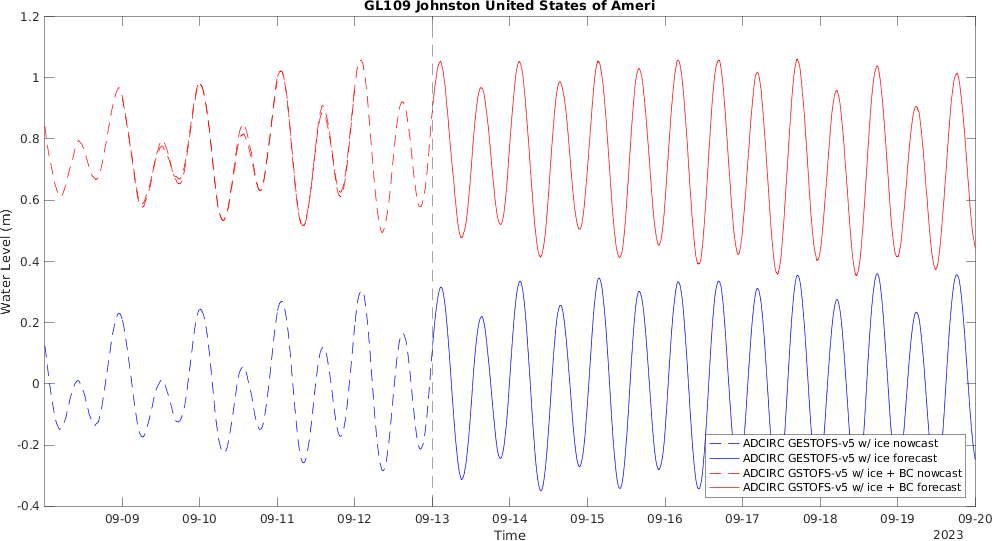 GL109 Johnston United States of Ameri
1.2
1
0.8
0.6
0.4
0.2
0
-0.2
-0.4
Water Level (m)
ADCIRC GESTOFS-v5 w/ ice nowcast
ADCIRC GESTOFS-v5 w/ ice forecast
ADCIRC GSTOFS-v5 w/ ice + BC nowcast
ADCIRC GSTOFS-v5 w/ ice + BC forecast
09-09 09-10 09-11 09-12 09-13 09-14 09-15 09-16 09-17 09-18 09-19 09-20
Time
2023